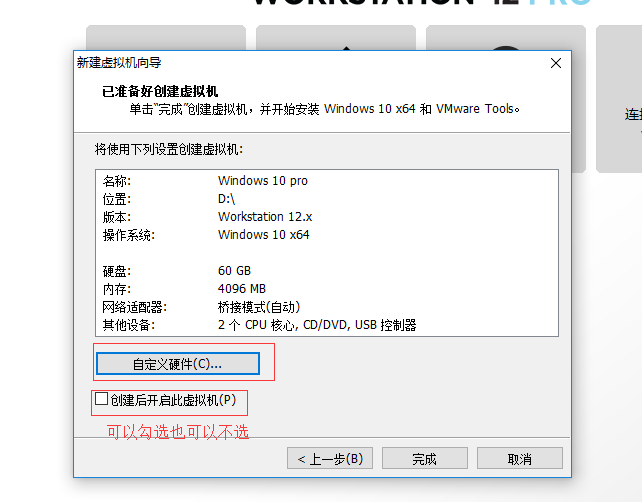 WORKSTATION 12 PRO
新建虚拟机向导
已准备好创建虚拟机
单击“完成”创建虚拟机，并开始安装 Windows 10 x64 和 VMware Tools。
连接
将使用下列设置创建虚拟机:
名称: Windows 10 pro
位置: D:\
版本: Workstation 12.x
操作系统: Windows 10 x64
硬盘: 60 GB
内存: 4096 MB
网络适配器: 桥接模式(自动)
其他设备: 2 个 CPU 核心, CD/DVD, USB 控制器
自定义硬件(C)...
创建后开启此虚拟机(P)
可以勾选也可以不选
< 上一步(B) 完成 取消